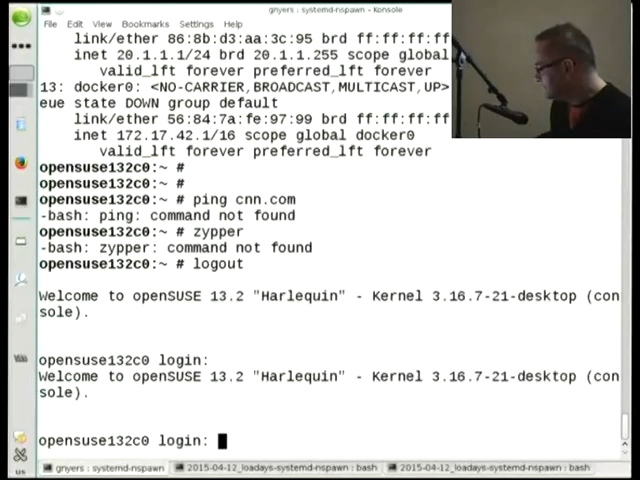 gnyers : systemd-nspawn - Konsole
File Edit View Bookmarks Settings Help
link/ether 86:8b:d3:aa:3c:95 brd ff:ff:ff:ff
inet 20.1.1.1/24 brd 20.1.1.255 scope global
valid_lft forever preferred_lft forever
13: docker0: <NO-CARRIER,BROADCAST,MULTICAST,UP>
eue state DOWN group default
link/ether 56:84:7a:fe:97:99 brd ff:ff:ff:ff
inet 172.17.42.1/16 scope global docker0
valid_lft forever preferred_lft forever
opensuse132c0:~ #
opensuse132c0:~ #
opensuse132c0:~ # ping cnn.com
-bash: ping: command not found
opensuse132c0:~ # zypper
-bash: zypper: command not found
opensuse132c0:~ # logout
Welcome to openSUSE 13.2 "Harlequin" - Kernel 3.16.7-21-desktop (con
sole).
opensuse132c0 login:
Welcome to openSUSE 13.2 "Harlequin" - Kernel 3.16.7-21-desktop (con
sole).
opensuse132c0 login:
gnyers : systemd-nspawn
2015-04-12_loadays-systemd-nspawn : bash
2015-04-12_loadays-systemd-nspawn : bash
us